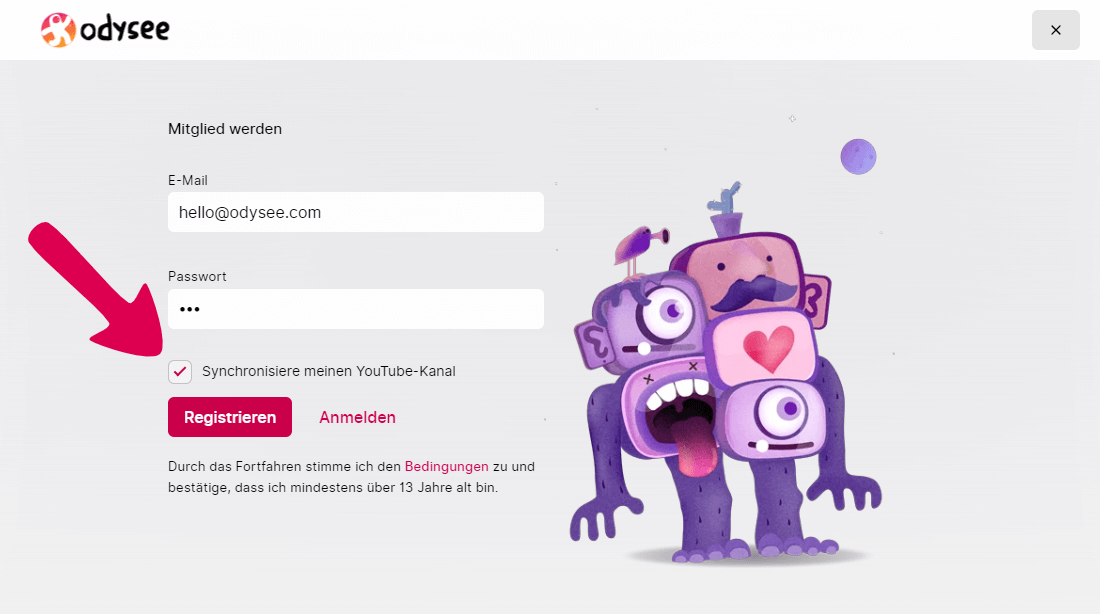 odysee
Mitglied werden
E-Mail
hello@odysee.com
Passwort
•••
Synchronisiere meinen YouTube-Kanal
Registrieren Anmelden
Durch das Fortfahren stimme ich den Bedingungen zu und
bestätige, dass ich mindestens über 13 Jahre alt bin.